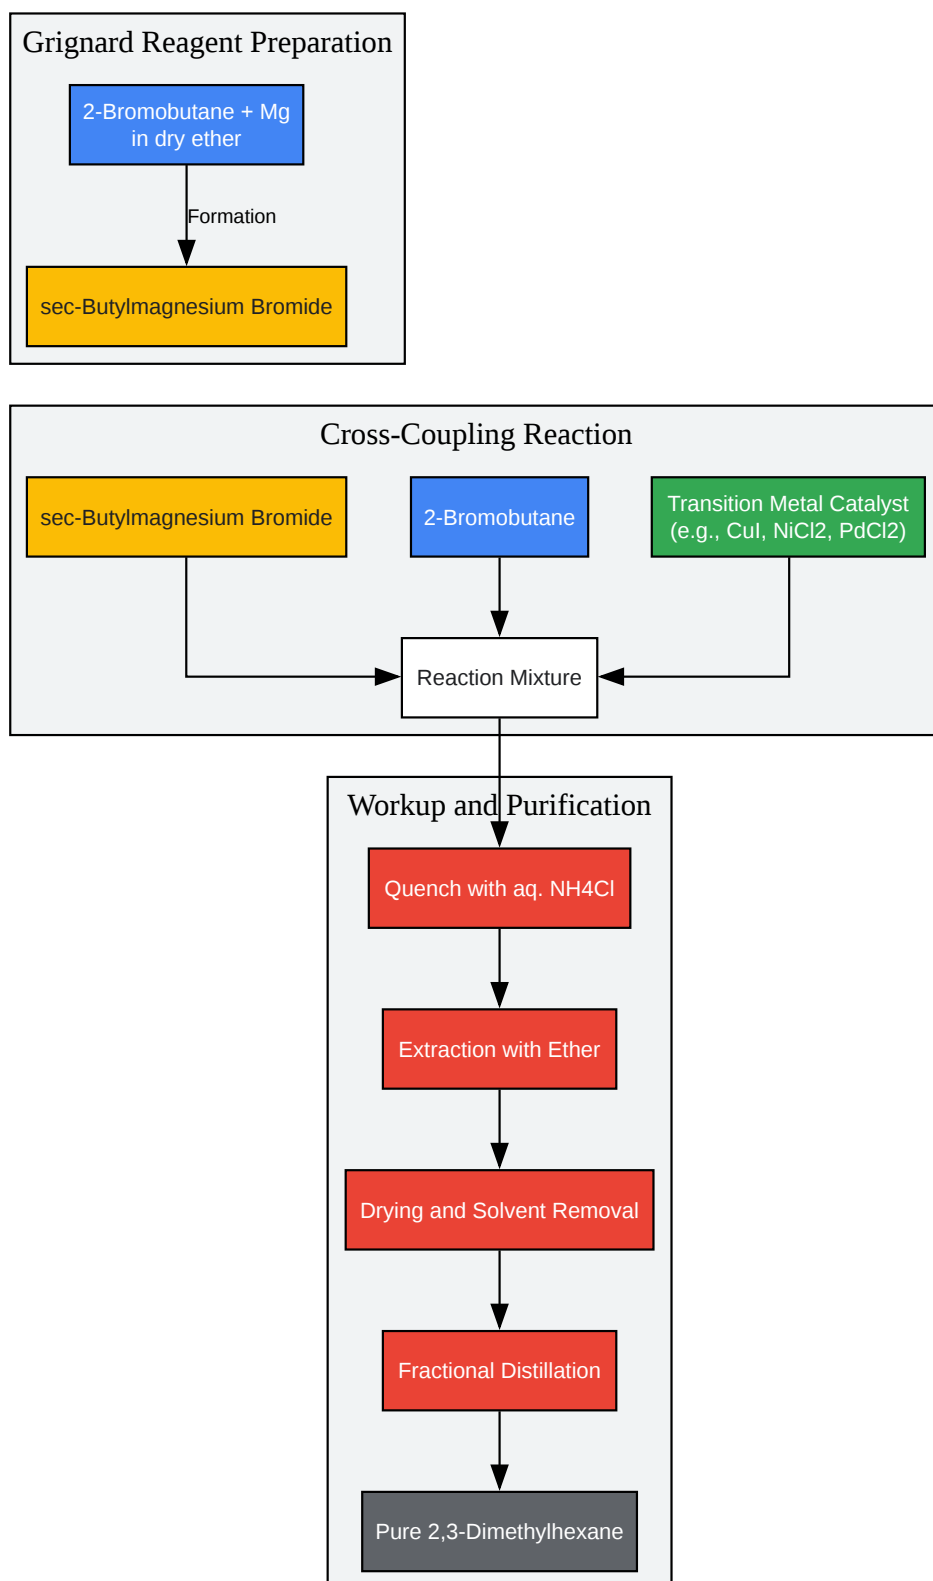 Grignard Reagent Preparation
2-Bromobutane + Mg
in dry ether
Formation
sec-Butylmagnesium Bromide
Cross-Coupling Reaction
sec-Butylmagnesium Bromide
2-Bromobutane
Transition Metal Catalyst
(e.g., CuI, NiCl2, PdCl2)
Reaction Mixture
Workup and Purification
Quench with aq. NH4Cl
Extraction with Ether
Drying and Solvent Removal
Fractional Distillation
Pure 2,3-Dimethylhexane